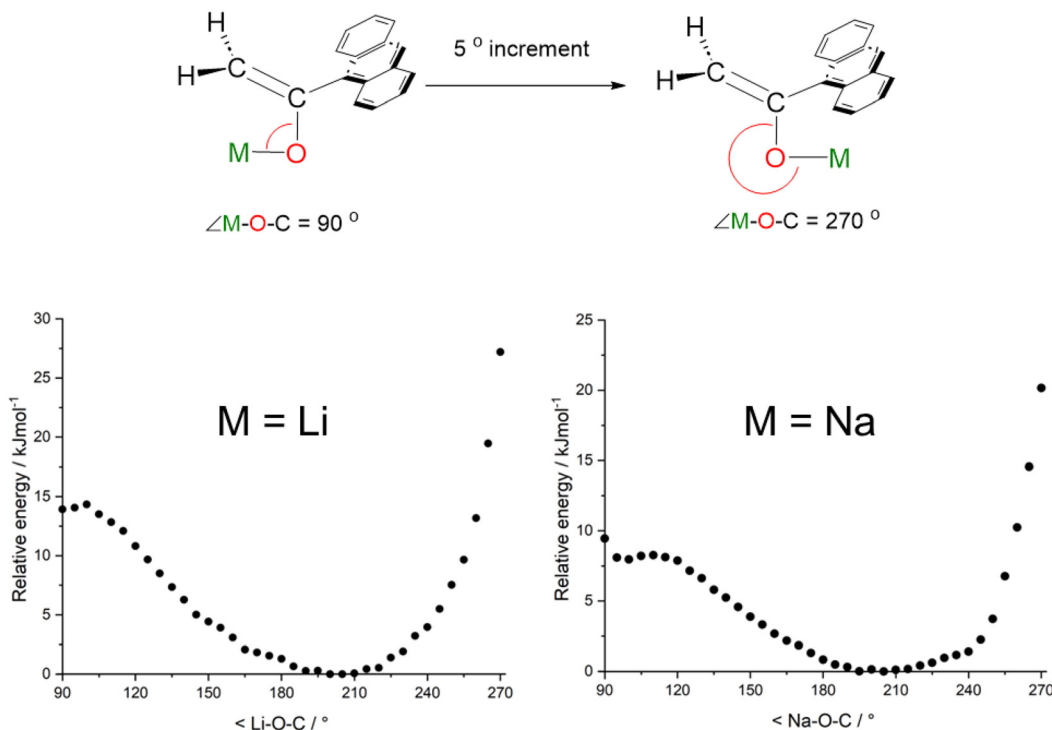 H
H
C
C
O
M
5 ° increment
H
H
C
C
O
M
∠M-O-C = 90 °
∠M-O-C = 270 °
M = Li
Relative energy / kJmol-1
30
25
20
15
10
5
0
90 120 150 180 210 240 270
< Li-O-C / °
M = Na
Relative energy / kJmol-1
25
20
15
10
5
0
90 120 150 180 210 240 270
< Na-O-C / °